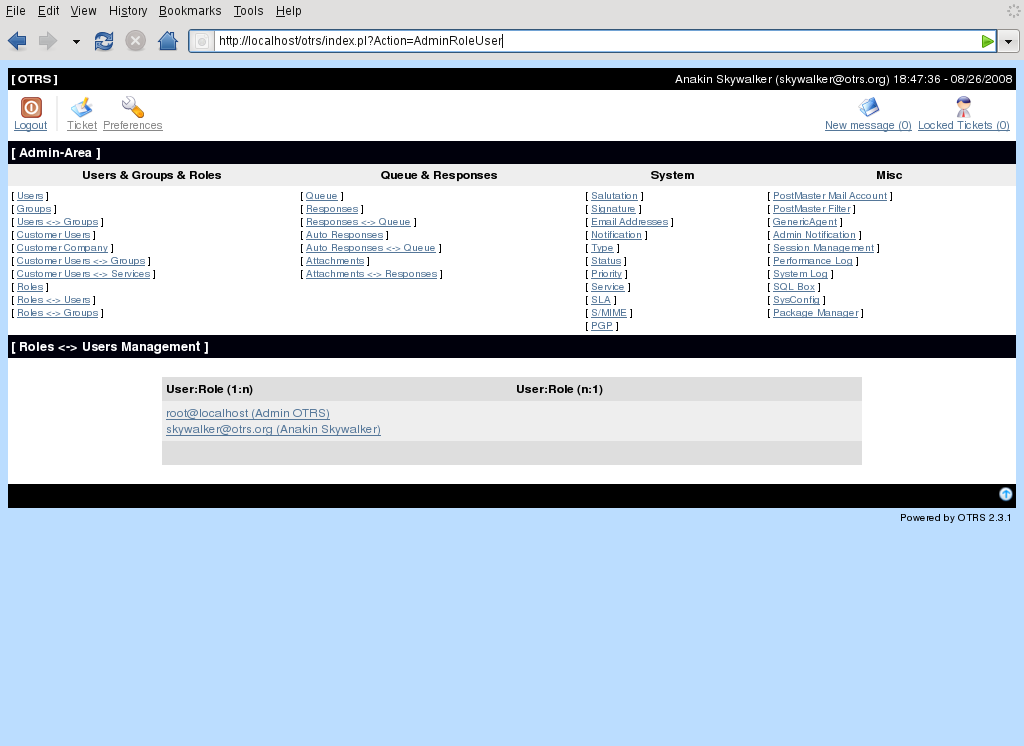 File Edit View History Bookmarks Tools Help
http://localhost/otrs/index.pl?Action=AdminRoleUser
[ OTRS ] Anakin Skywalker (skywalker@otrs.org) 18:47:36 - 08/26/2008
Logout Ticket Preferences New message (0) Locked Tickets (0)
[ Admin-Area ]
Users & Groups & Roles Queue & Responses System Misc
[ Users ] [ Queue ] [ Salutation ] [ PostMaster Mail Account ]
[ Groups ] [ Responses ] [ Signature ] [ PostMaster Filter ]
[ Users <-> Groups ] [ Responses <-> Queue ] [ Email Addresses ] [ GenericAgent ]
[ Customer Users ] [ Auto Responses ] [ Notification ] [ Admin Notification ]
[ Customer Company ] [ Auto Responses <-> Queue ] [ Type ] [ Session Management ]
[ Customer Users <-> Groups ] [ Attachments ] [ Status ] [ Performance Log ]
[ Customer Users <-> Services ] [ Attachments <-> Responses ] [ Priority ] [ System Log ]
[ Roles ] [ Service ] [ SQL Box ]
[ Roles <-> Users ] [ SLA ] [ SysConfig ]
[ Roles <-> Groups ] [ S/MIME ] [ Package Manager ]
[ PGP ]
[ Roles <-> Users Management ]
User:Role (1:n) User:Role (n:1)
root@localhost (Admin OTRS)
skywalker@otrs.org (Anakin Skywalker)
Powered by OTRS 2.3.1